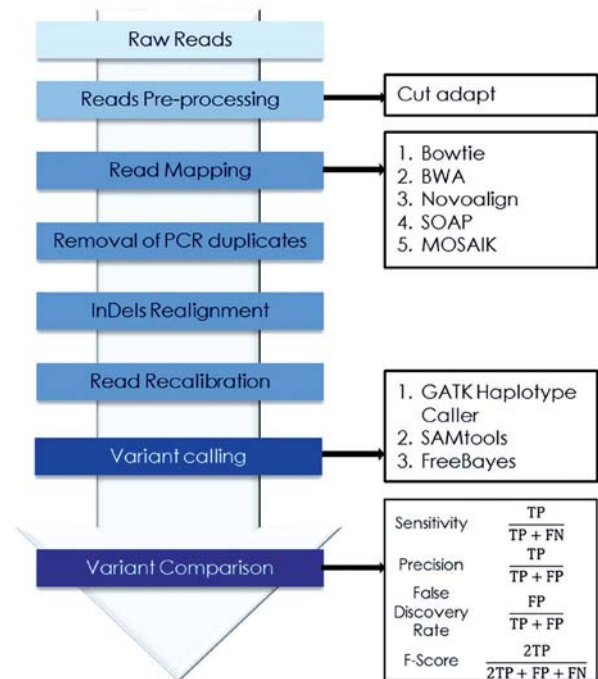 Raw Reads
Reads Pre-processing
Cut adapt
Read Mapping
1. Bowtie
2. BWA
3. Novoalign
4. SOAP
5. MOSAIK
Removal of PCR duplicates
InDels Realignment
Read Recalibration
Variant calling
1. GATK Haplotype
Caller
2. SAMtools
3. FreeBayes
Variant Comparison
Sensitivity TP / TP + FN
Precision TP / TP + FP
False
Discovery
Rate
FP / TP + FP
F-Score 2TP / 2TP + FP + FN